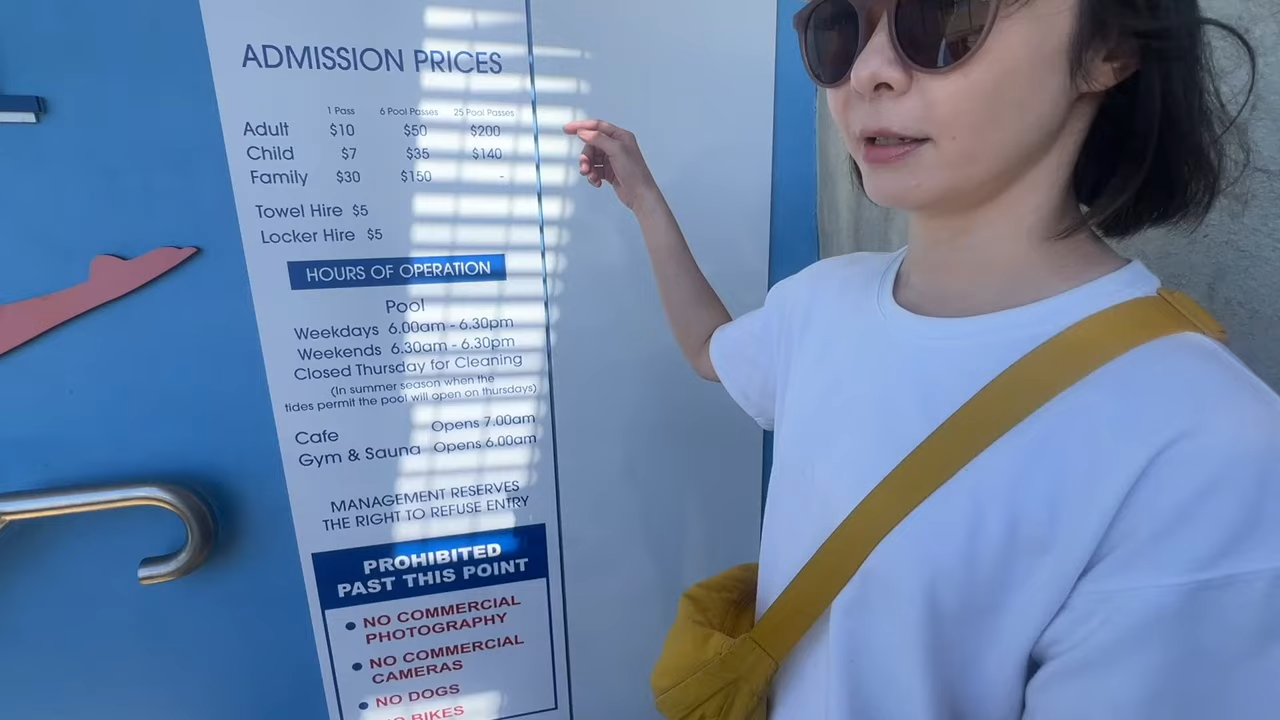 ADMISSION PRICES
1 Pass 6 Pool Passes 25 Pool Passes
Adult $10 $50 $200
Child $7 $35 $140
Family $30 $150 -
Towel Hire $5
Locker Hire $5
HOURS OF OPERATION
Pool
Weekdays 6.00am - 6.30pm
Weekends 6.30am - 6.30pm
Closed Thursday for Cleaning
(In summer season when the
tides permit the pool will open on thursdays)
Cafe Opens 7.00am
Gym & Sauna Opens 6.00am
MANAGEMENT RESERVES
THE RIGHT TO REFUSE ENTRY
PROHIBITED
PAST THIS POINT
• NO COMMERCIAL
PHOTOGRAPHY
• NO COMMERCIAL
CAMERAS
• NO DOGS
NO BIKES